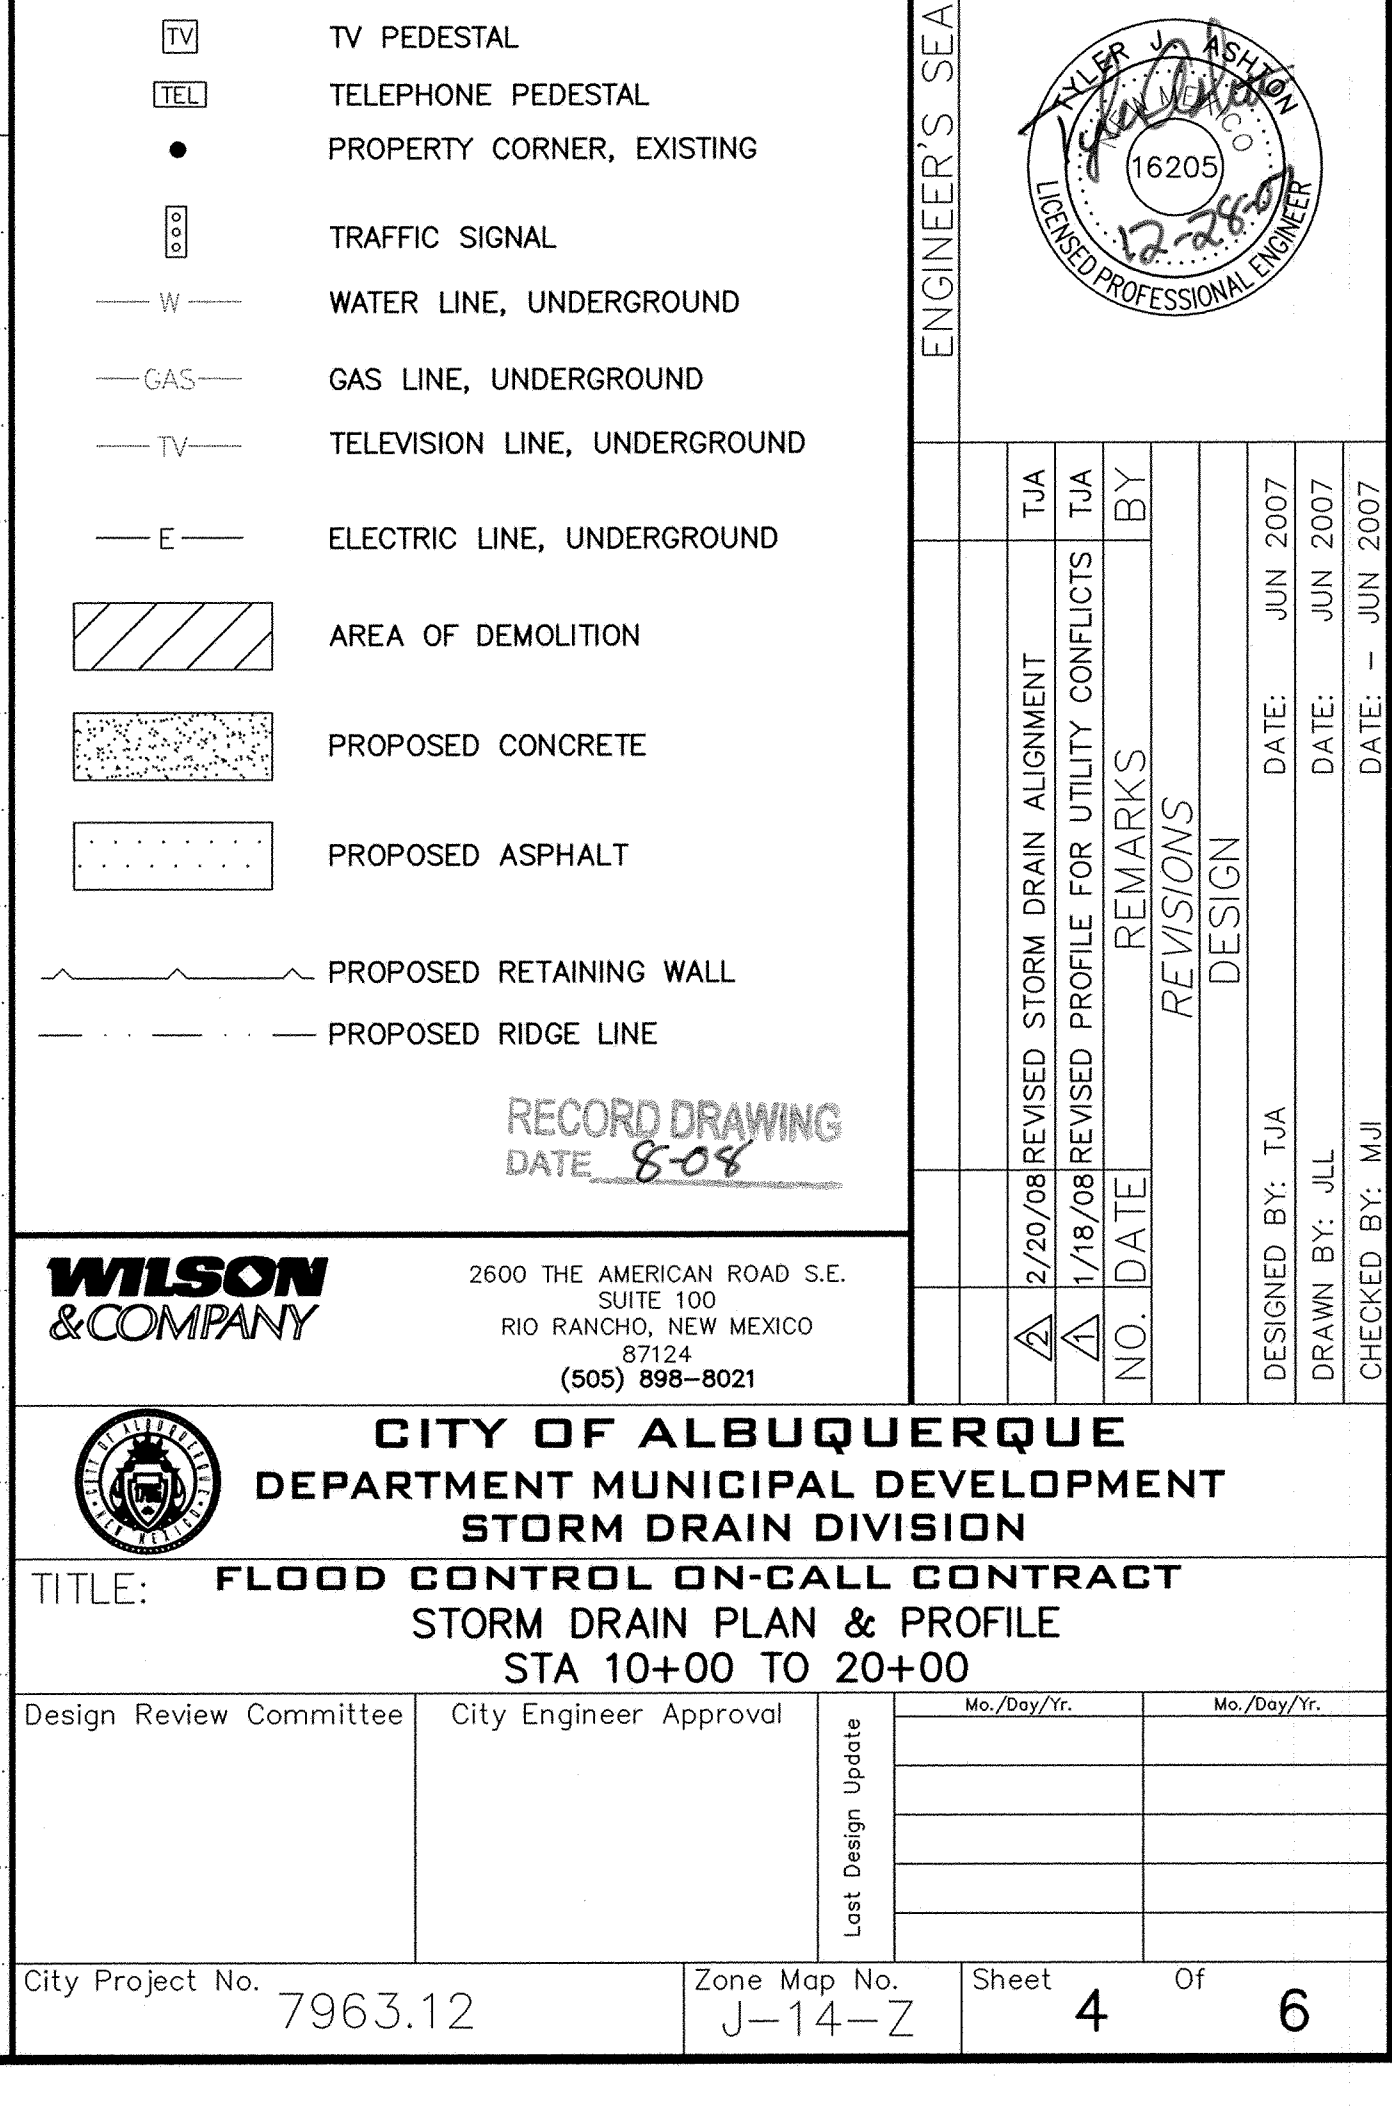 TV TV PEDESTAL
TEL TELEPHONE PEDESTAL
PROPERTY CORNER, EXISTING
TRAFFIC SIGNAL
W WATER LINE, UNDERGROUND
GAS GAS LINE, UNDERGROUND
TV TELEVISION LINE, UNDERGROUND
E ELECTRIC LINE, UNDERGROUND
AREA OF DEMOLITION
PROPOSED CONCRETE
PROPOSED ASPHALT
PROPOSED RETAINING WALL
PROPOSED RIDGE LINE
RECORD DRAWING
DATE 8-08
ENGINEER'S SEA
TYLER J. ASHTON
NEW MEXICO
16205
LICENSED PROFESSIONAL ENGINEER
12-28-07
2 2/20/08 REVISED STORM DRAIN ALIGNMENT TJA
1 1/18/08 REVISED PROFILE FOR UTILITY CONFLICTS TJA
NO. DATE REMARKS BY
REVISIONS
DESIGN
DESIGNED BY: TJA DATE: JUN 2007
DRAWN BY: JLL DATE: JUN 2007
CHECKED BY: MJI DATE: - JUN 2007
WILSON
&COMPANY
2600 THE AMERICAN ROAD S.E.
SUITE 100
RIO RANCHO, NEW MEXICO
87124
(505) 898-8021
CITY OF ALBUQUERQUE
NEW MEXICO
1706
CITY OF ALBUQUERQUE
DEPARTMENT MUNICIPAL DEVELOPMENT
STORM DRAIN DIVISION
TITLE: FLOOD CONTROL ON-CALL CONTRACT
STORM DRAIN PLAN & PROFILE
STA 10+00 TO 20+00
Design Review Committee
City Engineer Approval
Last Design Update
Mo./Day/Yr. Mo./Day/Yr.
City Project No. 7963.12
Zone Map No. J-14-Z
Sheet 4 Of 6